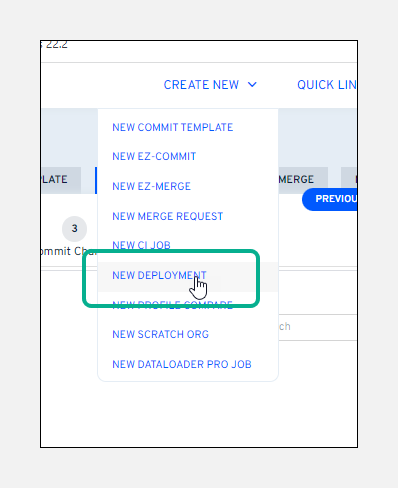 22.2
CREATE NEW
QUICK LIN
NEW COMMIT TEMPLATE
NEW EZ-COMMIT
NEW EZ-MERGE
PLATE
MERGE
PREVIOU
NEW MERGE REQUEST
3
NEW CI JOB
ommit Cha
NEW DEPLOYMENT
NEW PROFILE COMPARE
ch
NEW SCRATCH ORG
NEW DATALOADER PRO JOB